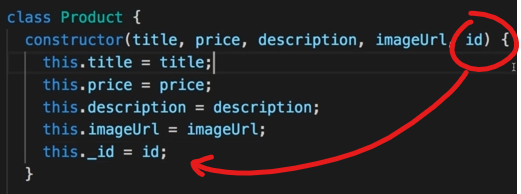 class Product {
constructor(title, price, description, imageUrl, id) {
this.title = title;
this.price = price;
this.description = description;
this.imageUrl = imageUrl;
this._id = id;
}